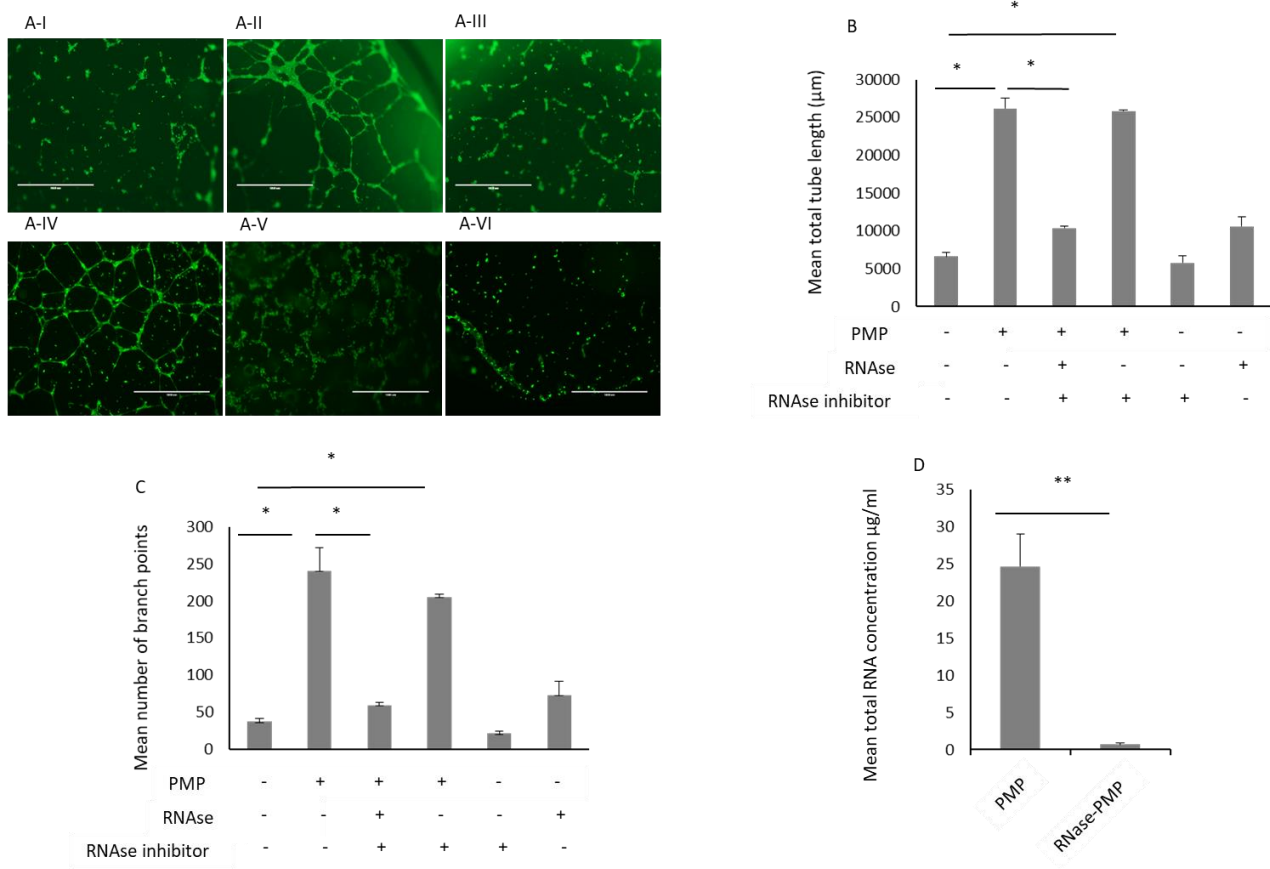 A-I
A-II
A-III
A-IV
A-V
A-VI
B
*
*
*
Mean total tube length (µm)
30000
25000
20000
15000
10000
5000
0
PMP - + + + - -
RNAse - - + - - +
RNAse inhibitor - - + + + -
C
*
*
*
Mean number of branch points
300
250
200
150
100
50
0
PMP - + + + - -
RNAse - - + - - +
RNAse inhibitor - - + + + -
D
**
Mean total RNA concentration µg/ml
35
30
25
20
15
10
5
0
PMP
RNase-PMP